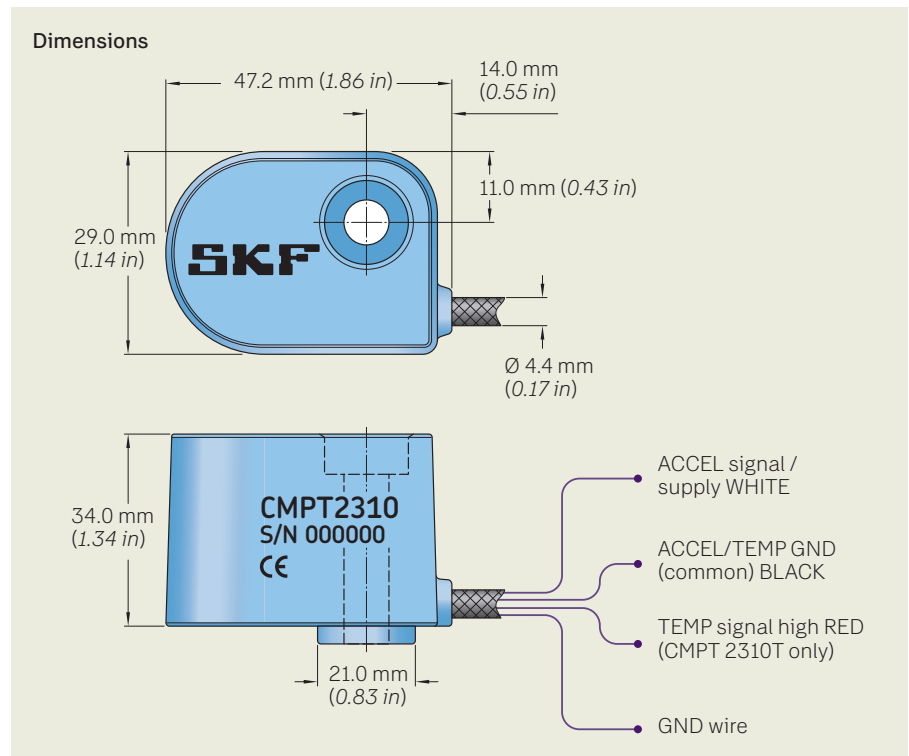 Dimensions
47.2 mm (1.86 in)
14.0 mm
(0.55 in)
11.0 mm (0.43 in)
29.0 mm
(1.14 in)
SKF
Ø 4.4 mm
(0.17 in)
34.0 mm
(1.34 in)
CMPT2310
S/N 000000
CE
21.0 mm
(0.83 in)
ACCEL signal /
supply WHITE
ACCEL/TEMP GND
(common) BLACK
TEMP signal high RED
(CMPT 2310T only)
GND wire